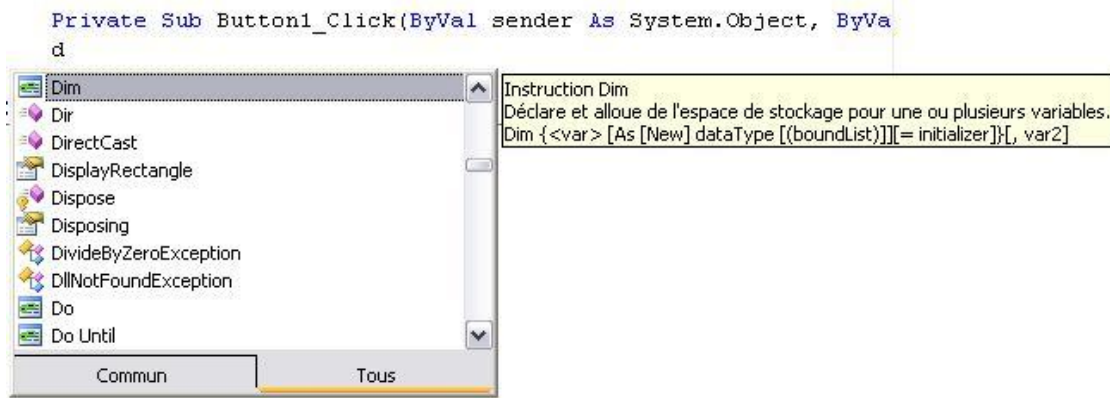 Private Sub Button1_Click(ByVal sender As System.Object, ByVa
d
Dim
Dir
DirectCast
DisplayRectangle
Dispose
Disposing
DivideByZeroException
DllNotFoundException
Do
Do Until
Commun Tous
Instruction Dim
Déclare et alloue de l'espace de stockage pour une ou plusieurs variables.
Dim {<var> [As [New] dataType [(boundList)]][= initializer]}[, var2]